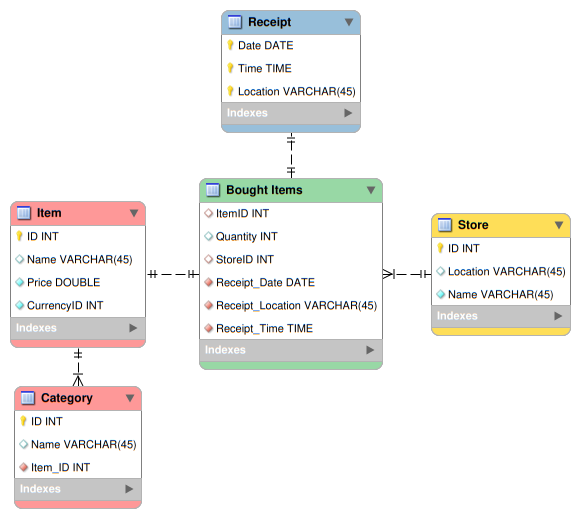 Receipt
Date DATE
Time TIME
Location VARCHAR(45)
Indexes
Bought Items
ItemID INT
Quantity INT
StoreID INT
Receipt_Date DATE
Receipt_Location VARCHAR(45)
Receipt_Time TIME
Indexes
Item
ID INT
Name VARCHAR(45)
Price DOUBLE
CurrencyID INT
Indexes
Store
ID INT
Location VARCHAR(45)
Name VARCHAR(45)
Indexes
Category
ID INT
Name VARCHAR(45)
Item_ID INT
Indexes